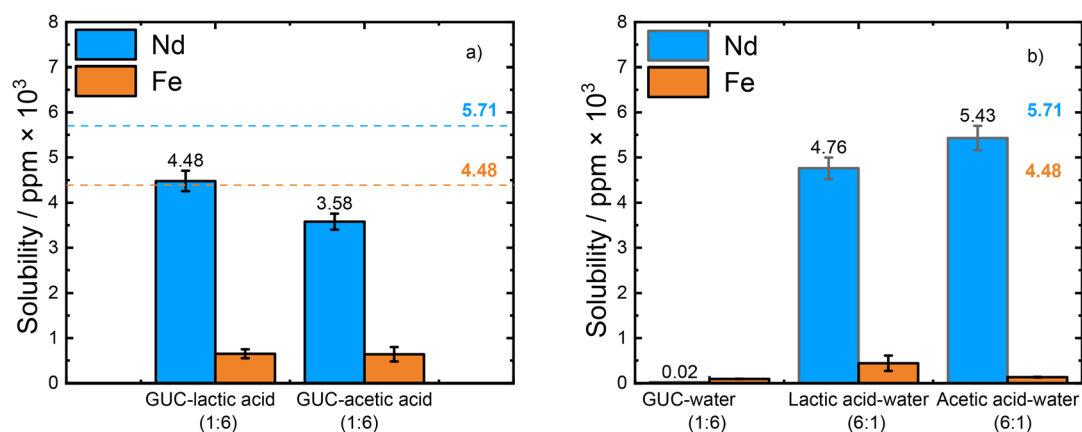 a)
Nd
Fe
Solubility / ppm × 10³
8
7
6
5
4
3
2
1
0
5.71
4.48
4.48
3.58
GUC-lactic acid
(1:6)
GUC-acetic acid
(1:6)
b)
Nd
Fe
Solubility / ppm × 10³
8
7
6
5
4
3
2
1
0
5.71
4.48
0.02
4.76
5.43
GUC-water
(1:6)
Lactic acid-water
(6:1)
Acetic acid-water
(6:1)